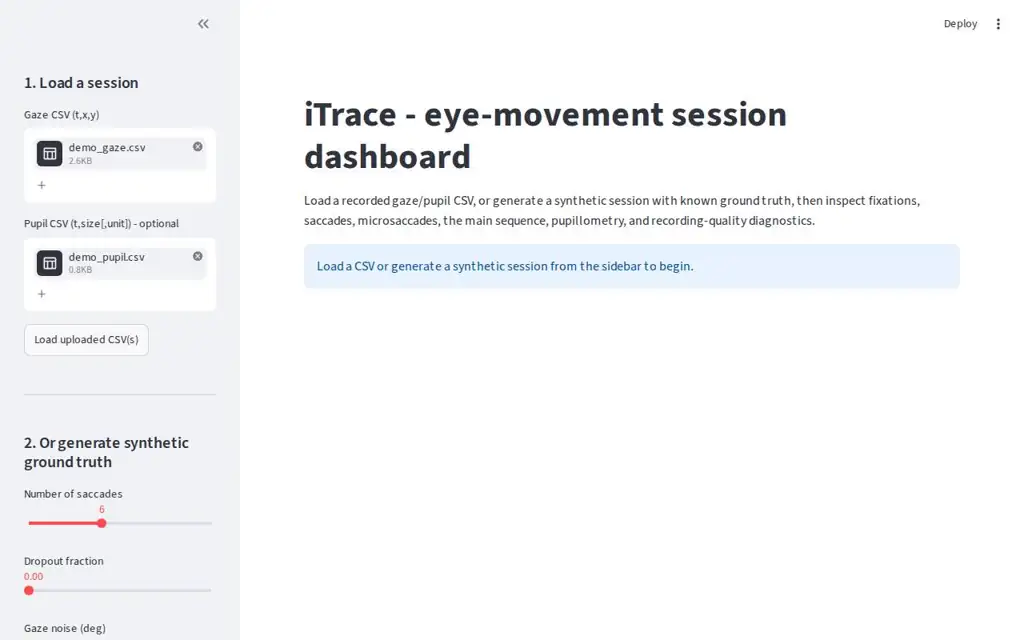 Deploy
1. Load a session
Gaze CSV (t,x,y)
demo_gaze.csv
2.6KB
+
Pupil CSV (t,size[,unit]) - optional
demo_pupil.csv
0.8KB
+
Load uploaded CSV(s)
2. Or generate synthetic
ground truth
Number of saccades
6
Dropout fraction
0.00
Gaze noise (deg)
iTrace - eye-movement session
dashboard
Load a recorded gaze/pupil CSV, or generate a synthetic session with known ground truth, then inspect fixations,
saccades, microsaccades, the main sequence, pupillometry, and recording-quality diagnostics.
Load a CSV or generate a synthetic session from the sidebar to begin.